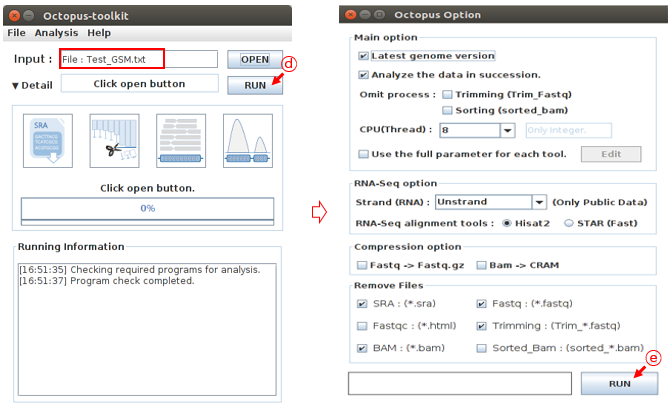 Octopus-toolkit
File Analysis Help
Input : File : Test_GSM.txt OPEN
d
▼ Detail Click open button RUN
SRA
GACTTACG
TCATCGCG
ACGTCGAG
Click open button.
0%
Running Information
[16:51:35] Checking required programs for analysis.
[16:51:37] Program check completed.
Octopus Option
Main option
Latest genome version
Analyze the data in succession.
Omit process : Trimming (Trim_Fastq)
Sorting (sorted_bam)
CPU(Thread) : 8 Only Integer.
Use the full parameter for each tool. Edit
RNA-Seq option
Strand (RNA) : Unstrand (Only Public Data)
RNA-Seq alignment tools : Hisat2 STAR (Fast)
Compression option
Fastq -> Fastq.gz Bam -> CRAM
Remove Files
SRA : (*.sra) Fastq : (*.fastq)
Fastqc : (*.html) Trimming : (Trim_*.fastq)
BAM : (*.bam) Sorted_Bam : (sorted_*.bam)
e
RUN